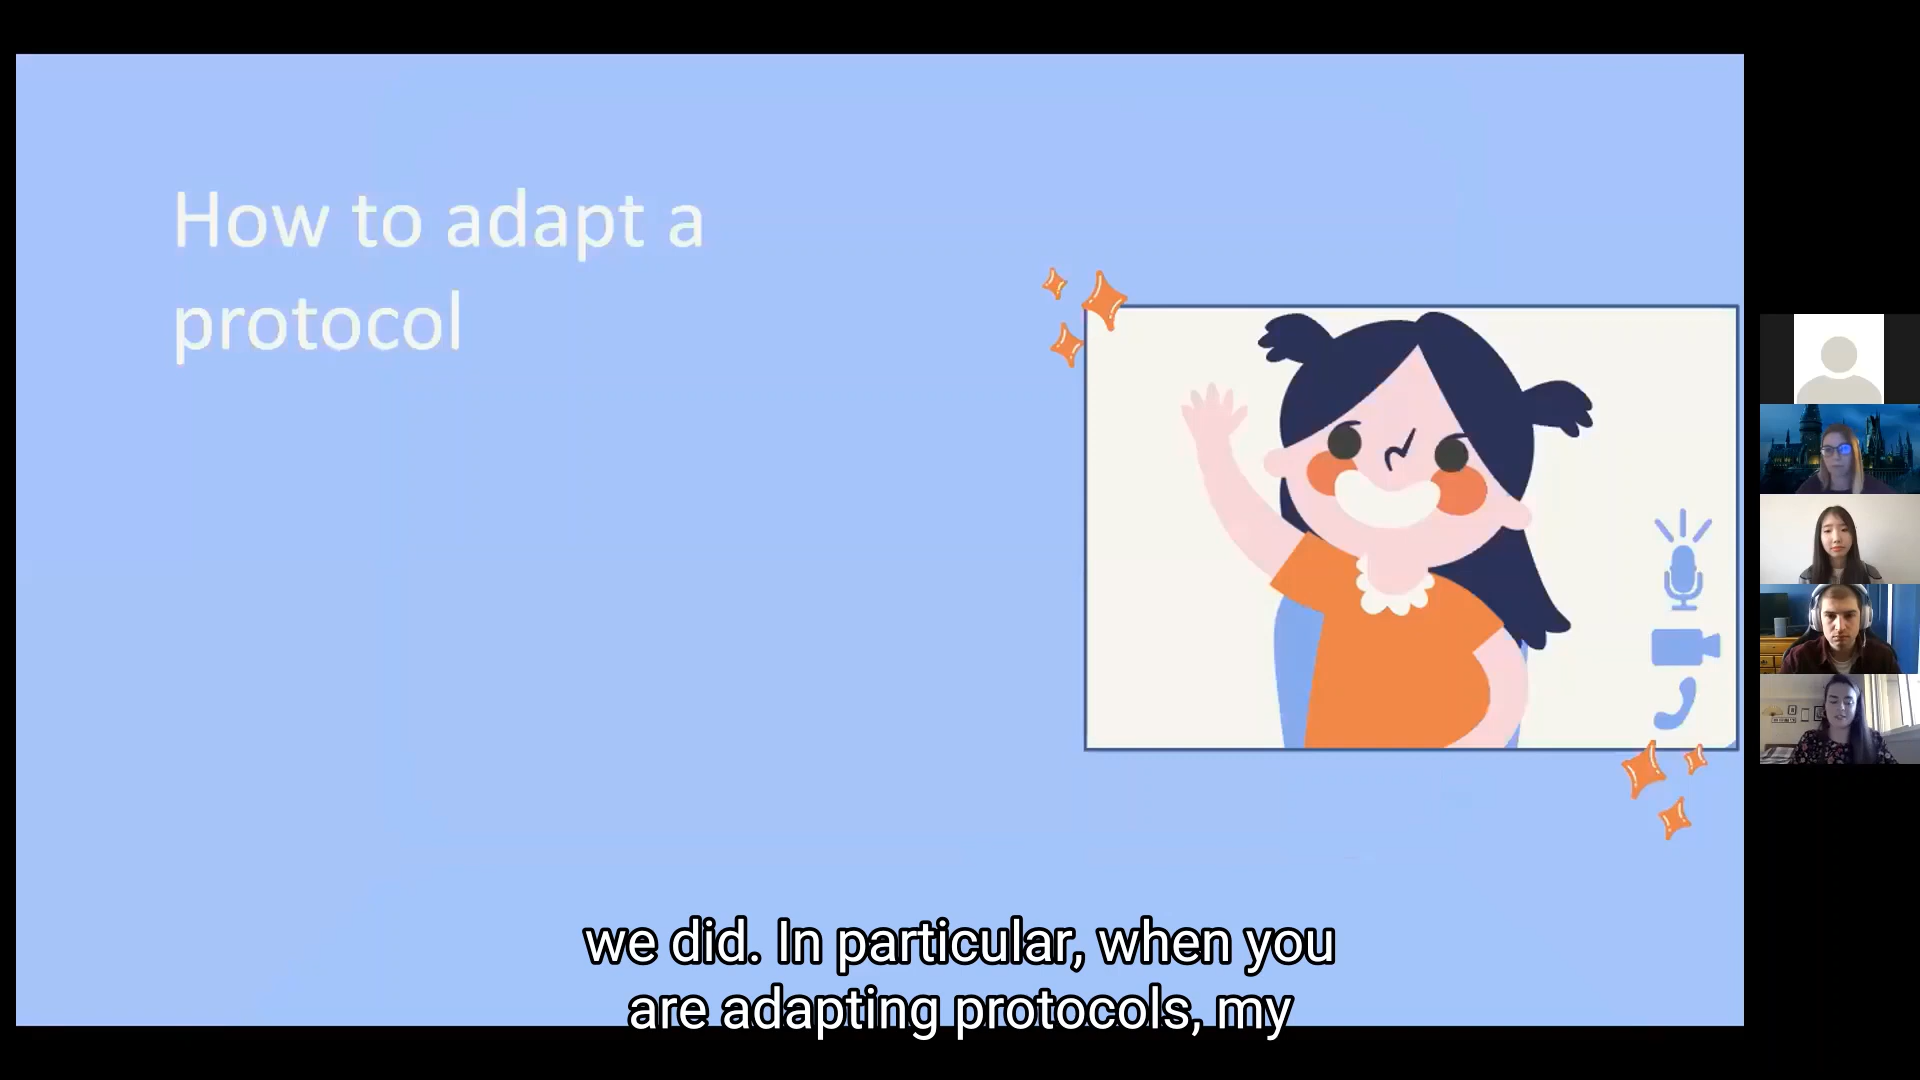 How to adapt a
protocol
we did. In particular, when you
are adapting protocols, my